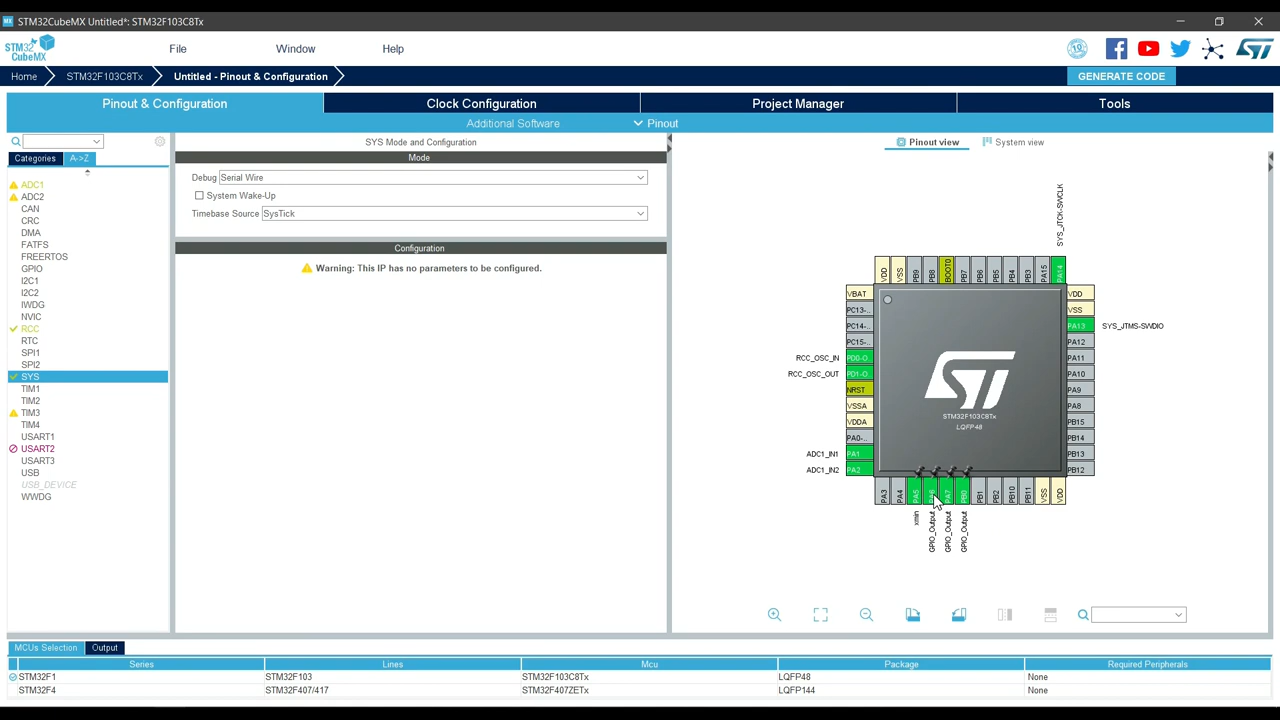 STM32CubeMX Untitled*: STM32F103C8Tx
STM32
CubeMX
File
Window
Help
Home
STM32F103C8Tx
Untitled - Pinout & Configuration
GENERATE CODE
Pinout & Configuration
Clock Configuration
Project Manager
Tools
Additional Software
Pinout
Categories
A->Z
ADC1
ADC2
CAN
CRC
DMA
FATFS
FREERTOS
GPIO
I2C1
I2C2
IWDG
NVIC
RCC
RTC
SPI1
SPI2
SYS
TIM1
TIM2
TIM3
TIM4
USART1
USART2
USART3
USB
USB_DEVICE
WWDG
SYS Mode and Configuration
Mode
Debug Serial Wire
System Wake-Up
Timebase Source SysTick
Configuration
Warning: This IP has no parameters to be configured.
Pinout view
System view
SYS_JTCK-SWCLK
VDD VSS PB9 PB8 BOOT0 PB7 PB6 PB5 PB4 PB3 PA15 PA14
VBAT
PC13-..
PC14-..
PC15-..
RCC_OSC_IN PD0-O
RCC_OSC_OUT PD1-O
NRST
VSSA
VDDA
PA0-..
ADC1_IN1 PA1
ADC1_IN2 PA2
STM32F103C8Tx
LQFP48
VDD
VSS
PA13 SYS_JTMS-SWDIO
PA12
PA11
PA10
PA9
PA8
PB15
PB14
PB13
PB12
PA3 PA4 PA5 PA6 PA7 PB0 PB1 PB2 PB10 PB11 VSS VDD
xmin GPIO_Output GPIO_Output GPIO_Output
MCUs Selection
Output
Series Lines Mcu Package Required Peripherals
STM32F1 STM32F103 STM32F103C8Tx LQFP48 None
STM32F4 STM32F407/417 STM32F407ZETx LQFP144 None